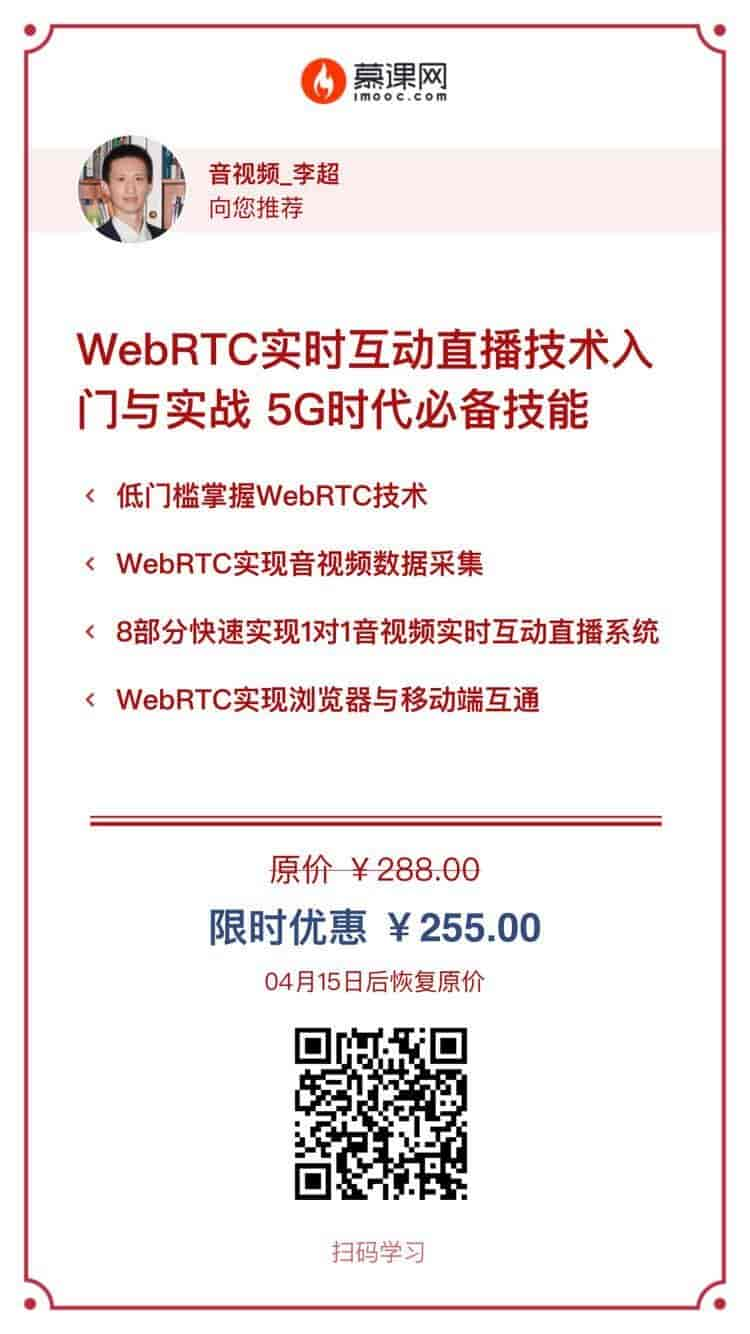 慕课网
imooc.com
音视频_李超
向您推荐
WebRTC实时互动直播技术入
门与实战 5G时代必备技能
低门槛掌握WebRTC技术
WebRTC实现音视频数据采集
8部分快速实现1对1音视频实时互动直播系统
WebRTC实现浏览器与移动端互通
原价 ￥288.00
限时优惠 ￥255.00
04月15日后恢复原价
扫码学习